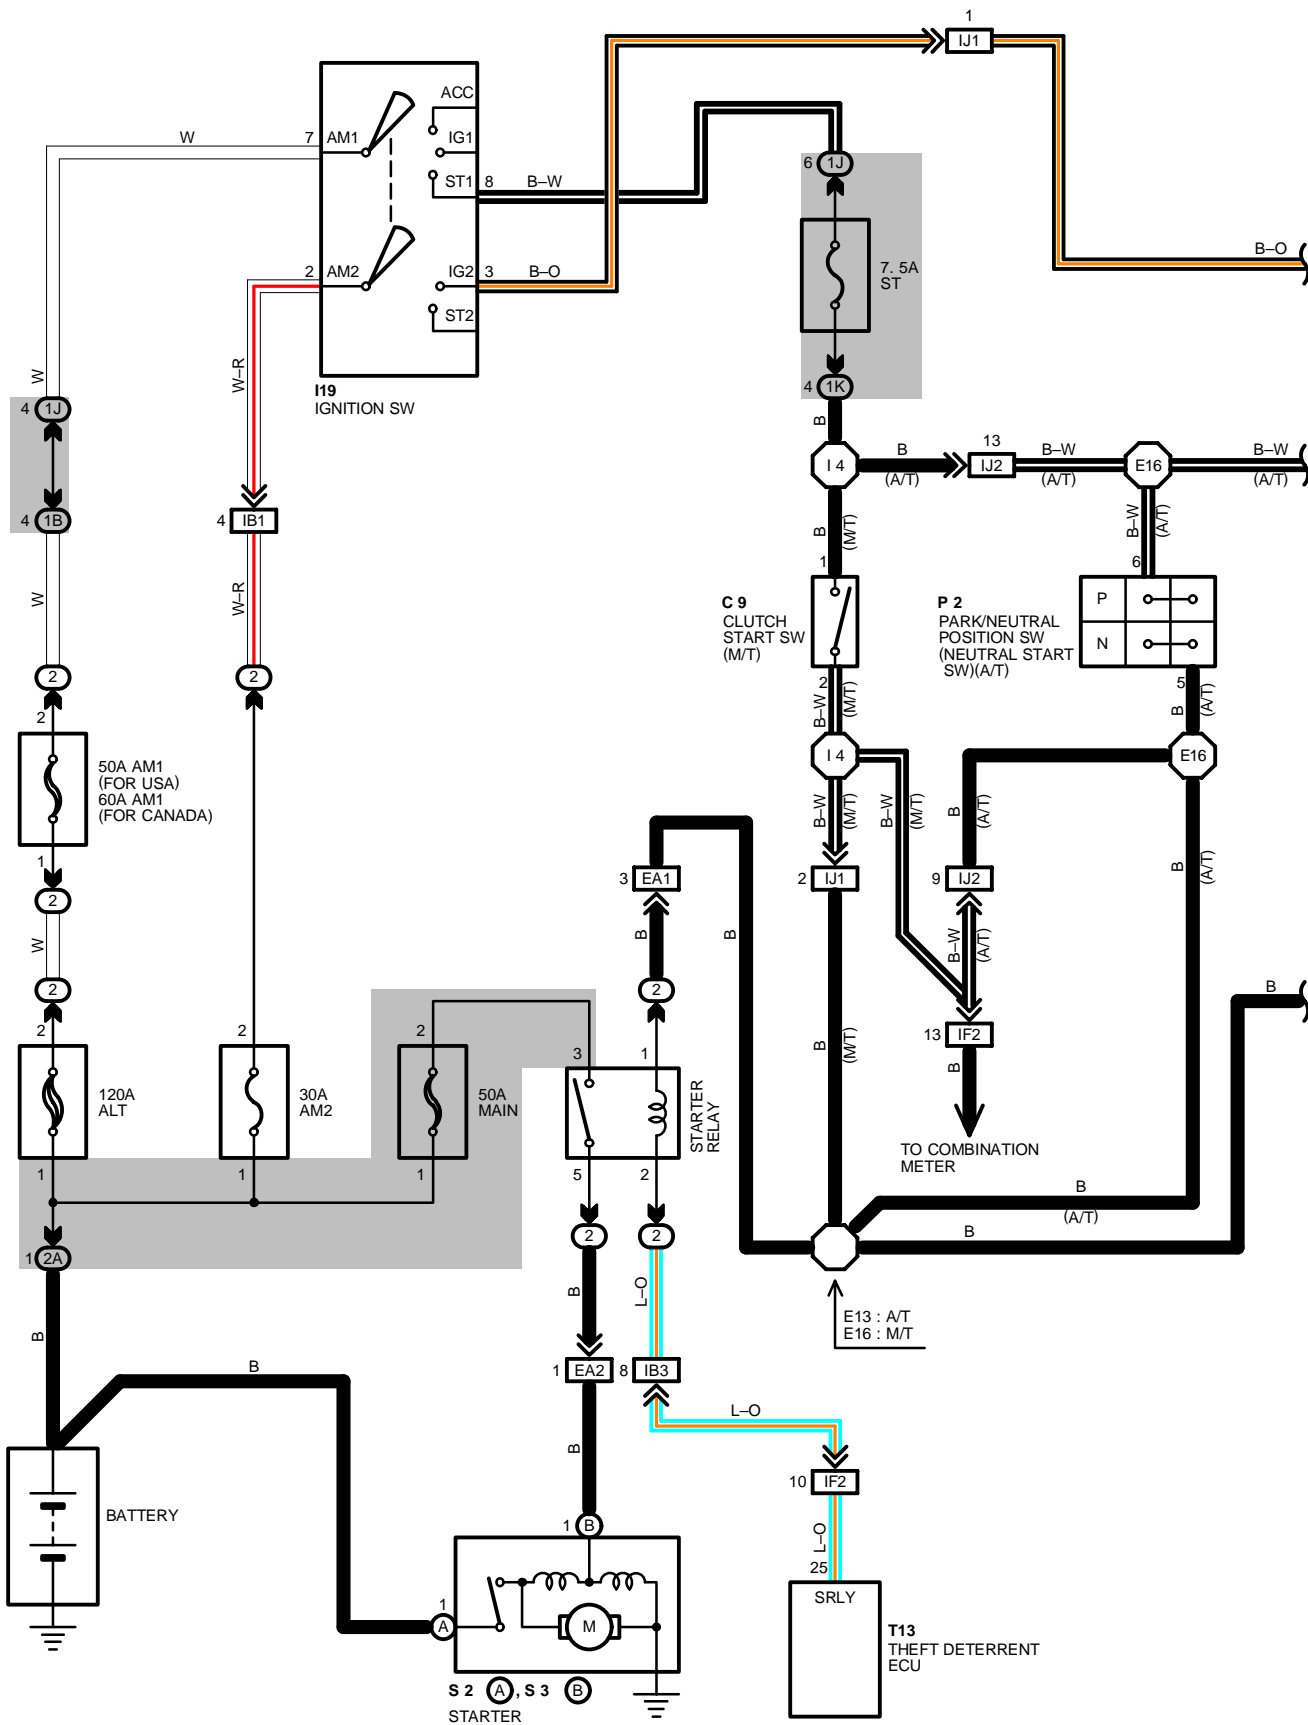 1
IJ1
ACC
W
7
AM1
IG1
ST1
8
B–W
6
1J
2
AM2
IG2
3
B–O
B–O
7. 5A
ST
ST2
W
W–R
I19
IGNITION SW
4
1J
4
1K
B
I 4
B
(A/T)
13
IJ2
B–W
(A/T)
E16
B–W
(A/T)
4
1B
4
IB1
B
(M/T)
B–W
(A/T)
1
6
W
W–R
C 9
CLUTCH
START SW
(M/T)
P 2
PARK/NEUTRAL
POSITION SW
(NEUTRAL START
SW)(A/T)
P
N
2
2
2
B–W
(M/T)
5
B
(A/T)
2
50A AM1
(FOR USA)
60A AM1
(FOR CANADA)
I 4
E16
B–W
(M/T)
B–W
(M/T)
B
(A/T)
B
(A/T)
1
2
3
EA1
2
IJ1
9
IJ2
W
B
B
B–W
(A/T)
2
2
B
2
2
2
3
1
13
IF2
120A
ALT
30A
AM2
50A
MAIN
STARTER
RELAY
B
(M/T)
B
TO COMBINATION
METER
1
1
1
5
2
B
(A/T)
2
2
B
1
2A
B
B
L–O
E13 : A/T
E16 : M/T
B
1
EA2
8
IB3
L–O
B
10
IF2
BATTERY
1
B
L–O
25
SRLY
1
A
M
T13
THEFT DETERRENT
ECU
S 2
A
, S 3
B
STARTER